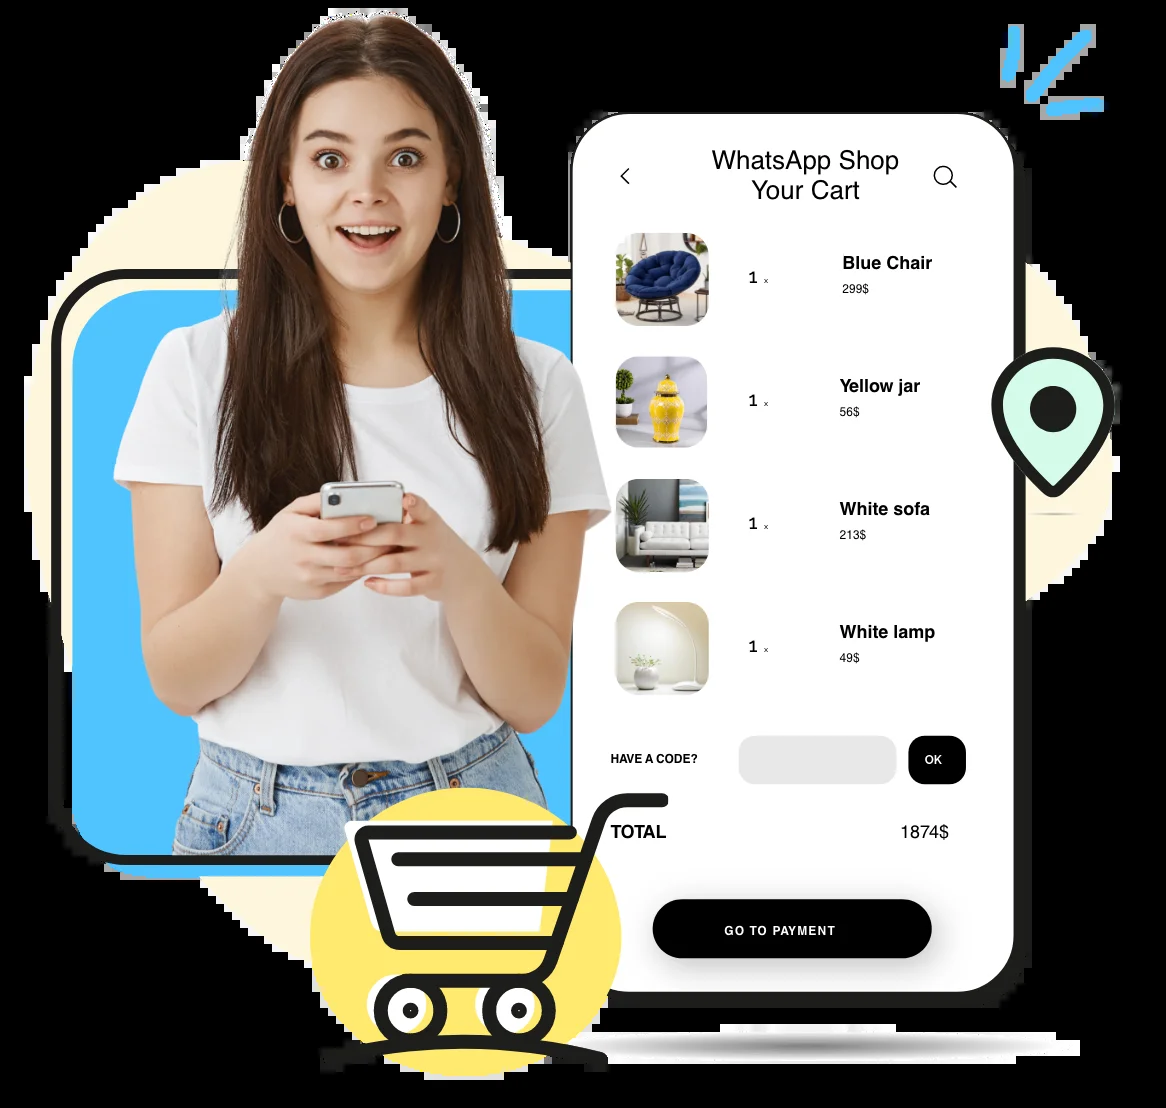 WhatsApp Shop
Your Cart
1 x
Blue Chair
299$
1 x
Yellow jar
56$
1 x
White sofa
213$
1 x
White lamp
49$
HAVE A CODE?
OK
TOTAL
1874$
GO TO PAYMENT